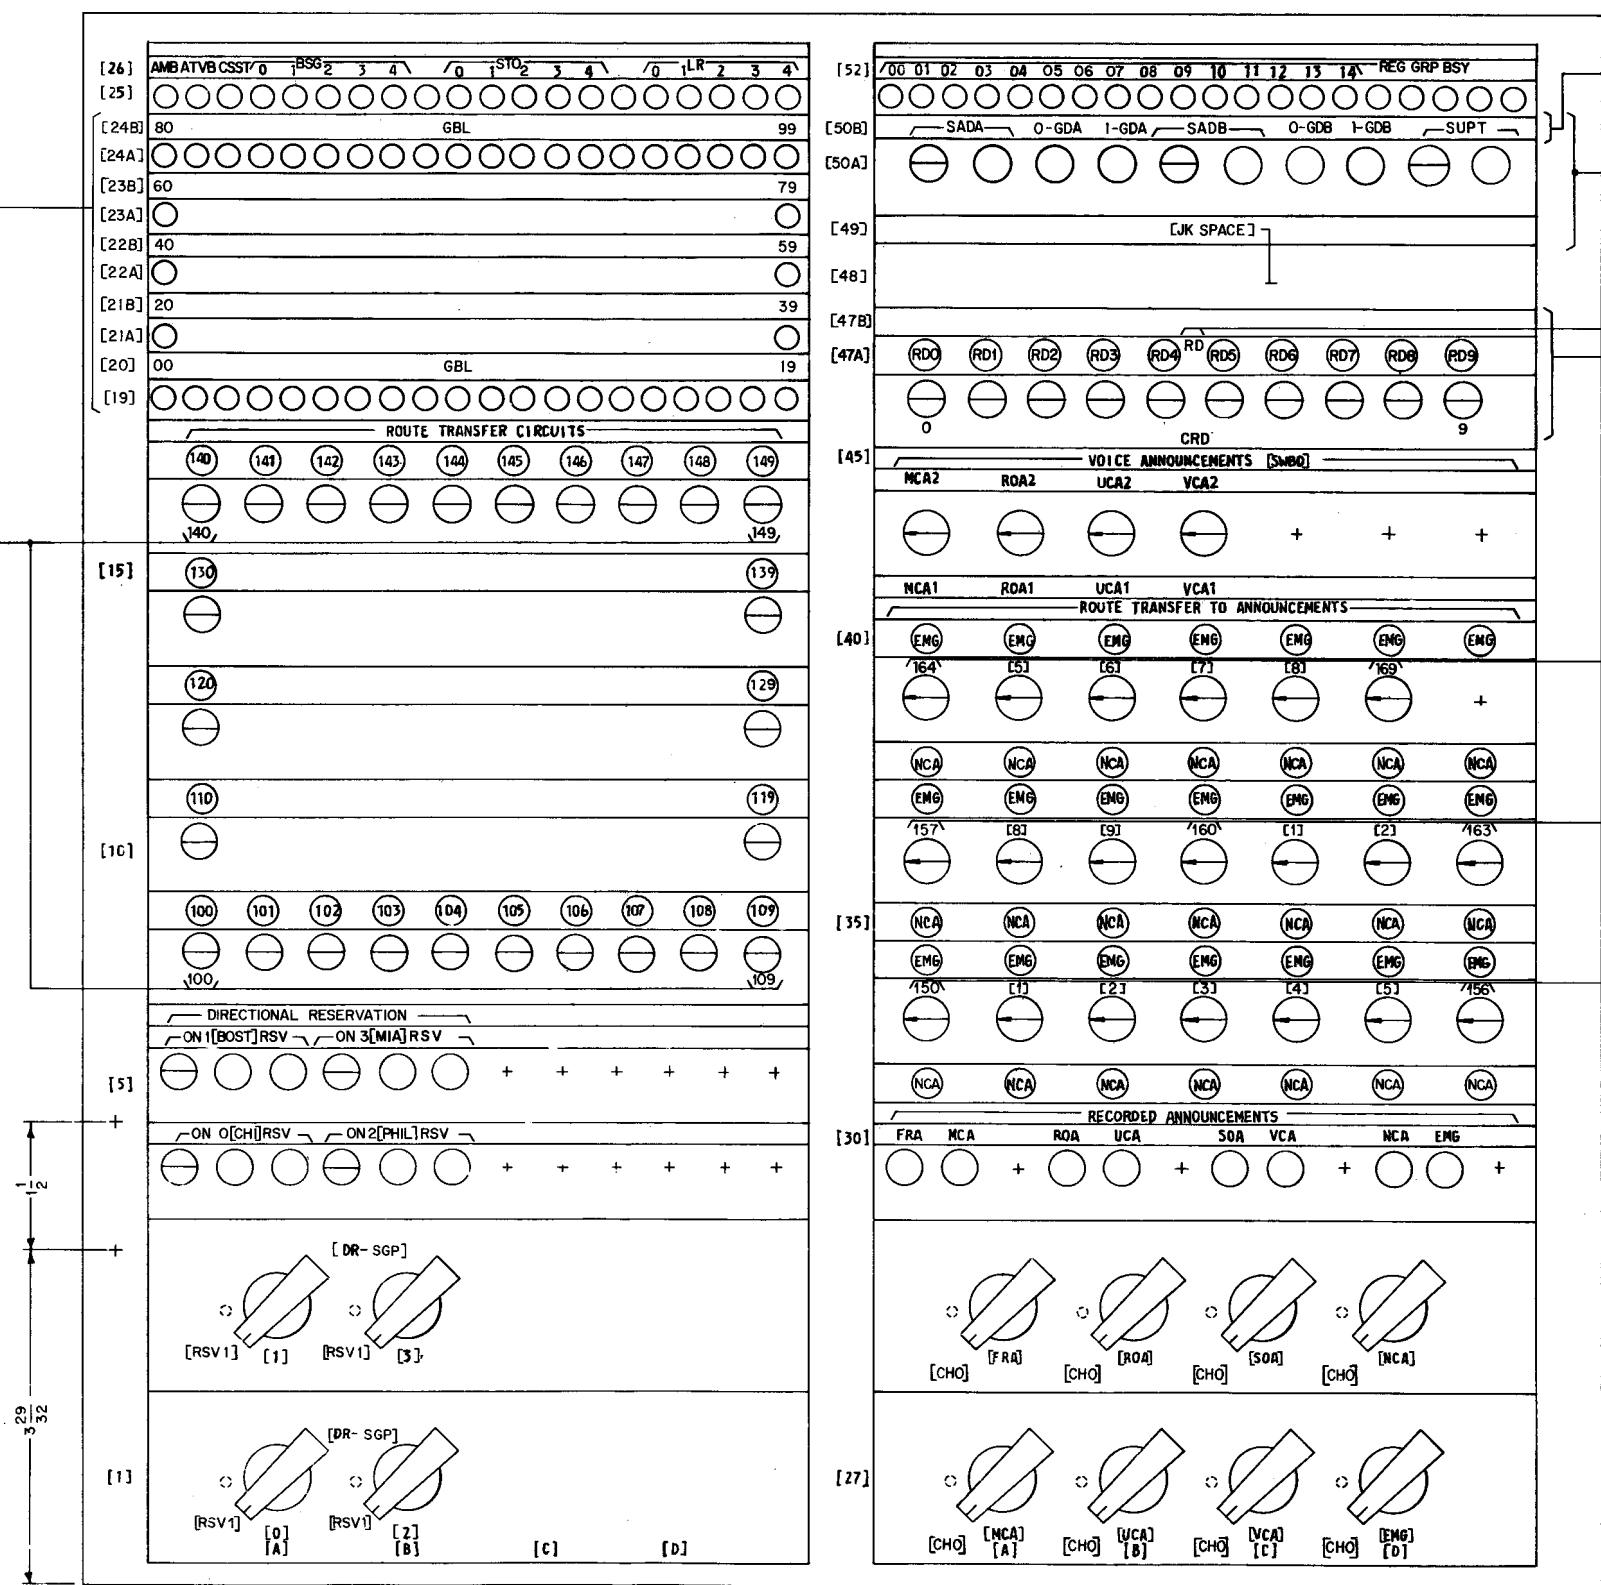 [26] AMB ATVB CSST 0 1 BSG 2 3 4 0 1 STO 2 3 4 0 1 LR 2 3 4
[25]
[24B] 80 GBL 99
[24A]
[23B] 60 79
[23A]
[22B] 40 59
[22A]
[21B] 20 39
[21A]
[20] 00 GBL 19
[19]
ROUTE TRANSFER CIRCUITS
140 141 142 143 144 145 146 147 148 149
140 149
[15] 130 139
120 129
110 119
[10]
100 101 102 103 104 105 106 107 108 109
100 109
DIRECTIONAL RESERVATION
ON 1[BOST]RSV ON 3[MIA]RSV
[5]
ON 0[CHI]RSV ON 2[PHIL]RSV
1 1/2
[DR-SGP]
[RSV1] [1] [RSV1] [3]
3 29/32
[DR-SGP]
[1]
[RSV1] [0] [RSV1] [2]
[A] [B] [C] [D]
[52] 00 01 02 03 04 05 06 07 08 09 10 11 12 13 14 REG GRP BSY
[50B] SADA 0-GDA 1-GDA SADB 0-GDB 1-GDB SUPT
[50A]
[49] [JK SPACE]
[48]
[47B]
RD
[47A] RD0 RD1 RD2 RD3 RD4 RD5 RD6 RD7 RD8 RD9
0 9
CRD
[45] VOICE ANNOUNCEMENTS [SWBD]
MCA2 ROA2 UCA2 VCA2
NCA1 ROA1 UCA1 VCA1
ROUTE TRANSFER TO ANNOUNCEMENTS
[40] EMG EMG EMG EMG EMG EMG EMG
164 [5] [6] [7] [8] 169
NCA NCA NCA NCA NCA NCA NCA
EMG EMG EMG EMG EMG EMG EMG
157 [8] [9] 160 [1] [2] 163
[35] NCA NCA NCA NCA NCA NCA NCA
EMG EMG EMG EMG EMG EMG EMG
150 [1] [2] [3] [4] [5] 156
NCA NCA NCA NCA NCA NCA NCA
RECORDED ANNOUNCEMENTS
[30] FRA MCA ROA UCA SOA VCA NCA EMG
[FRA] [ROA] [SOA] [NCA]
[CHO] [CHO] [CHO] [CHO]
[27]
[CHO] [MCA] [CHO] [UCA] [CHO] [VCA] [CHO] [EMG]
[A] [B] [C] [D]